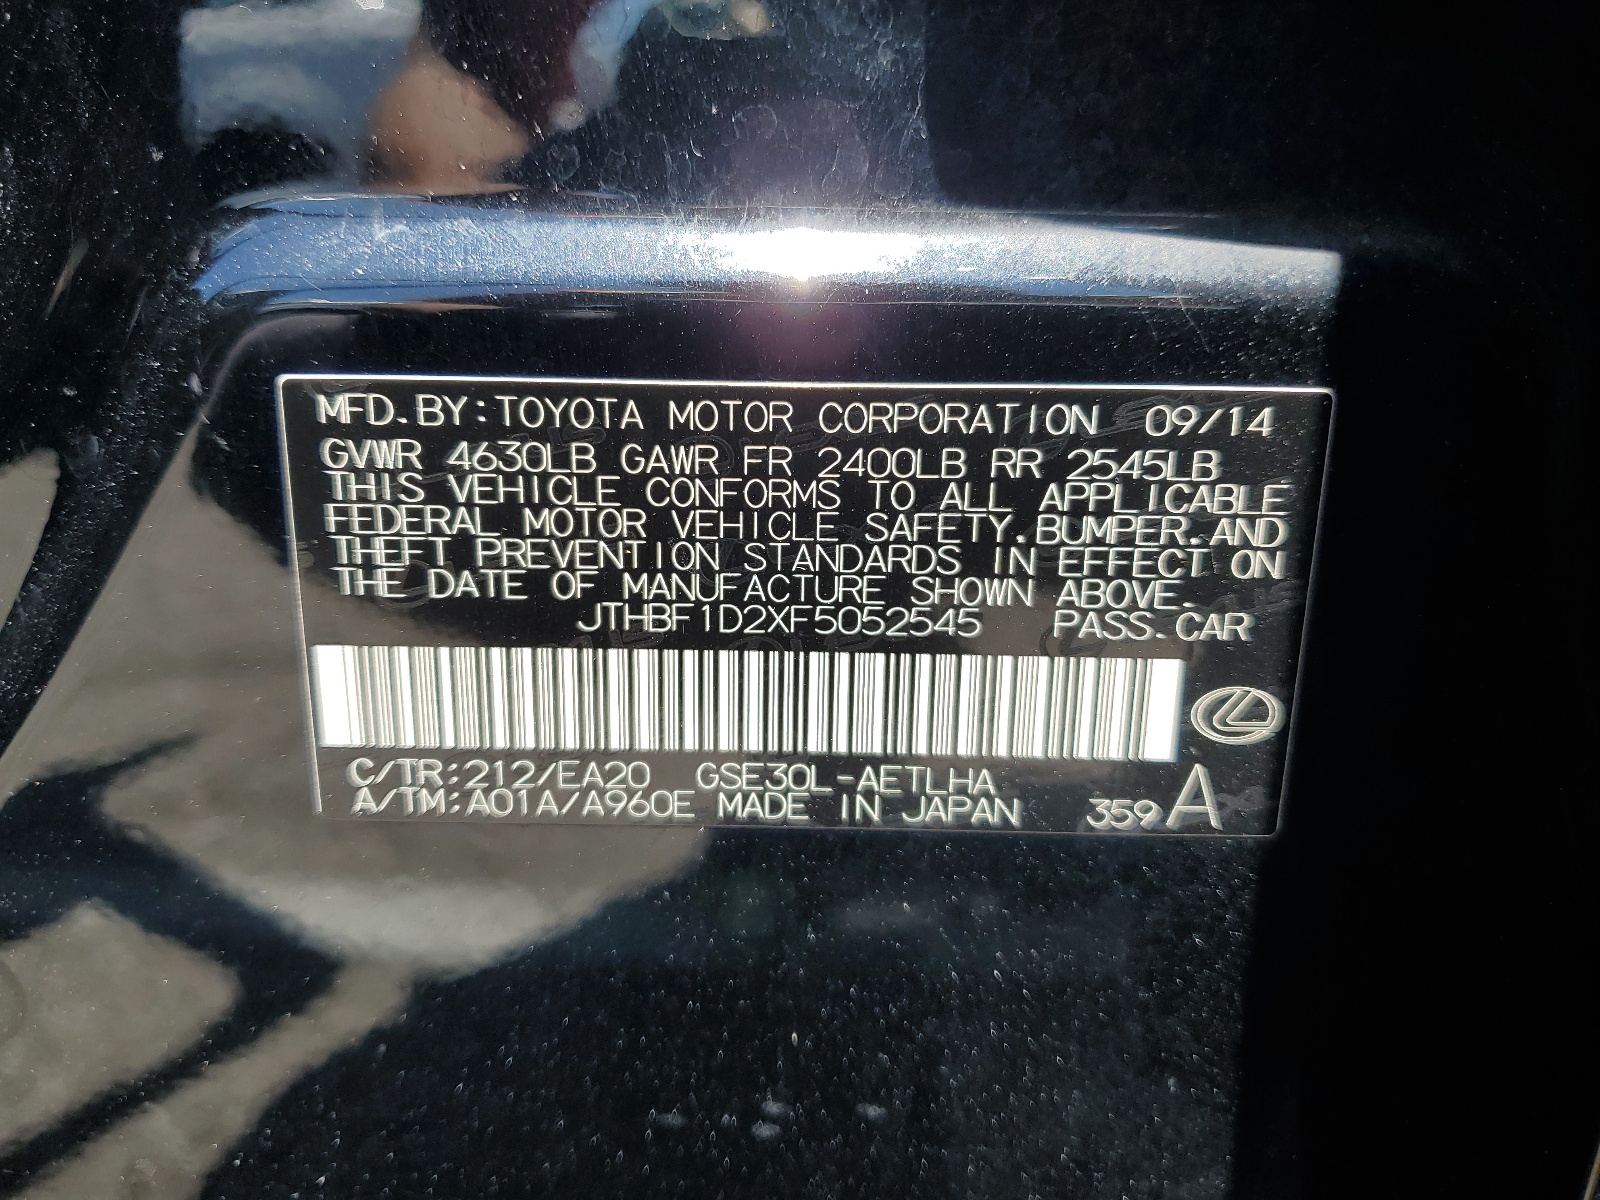 MFD.BY:TOYOTA MOTOR CORPORATION 09/14
GVWR 4630LB GAWR FR 2400LB RR 2545LB
THIS VEHICLE CONFORMS TO ALL APPLICABLE
FEDERAL MOTOR VEHICLE SAFETY.BUMPER.AND
THEFT PREVENTION STANDARDS IN EFFECT ON
THE DATE OF MANUFACTURE SHOWN ABOVE.
JTHBF1D2XF5052545 PASS.CAR
C/TR:212/EA20 GSE30L-AETLHA
A/TM:A01A/A960E MADE IN JAPAN 359A